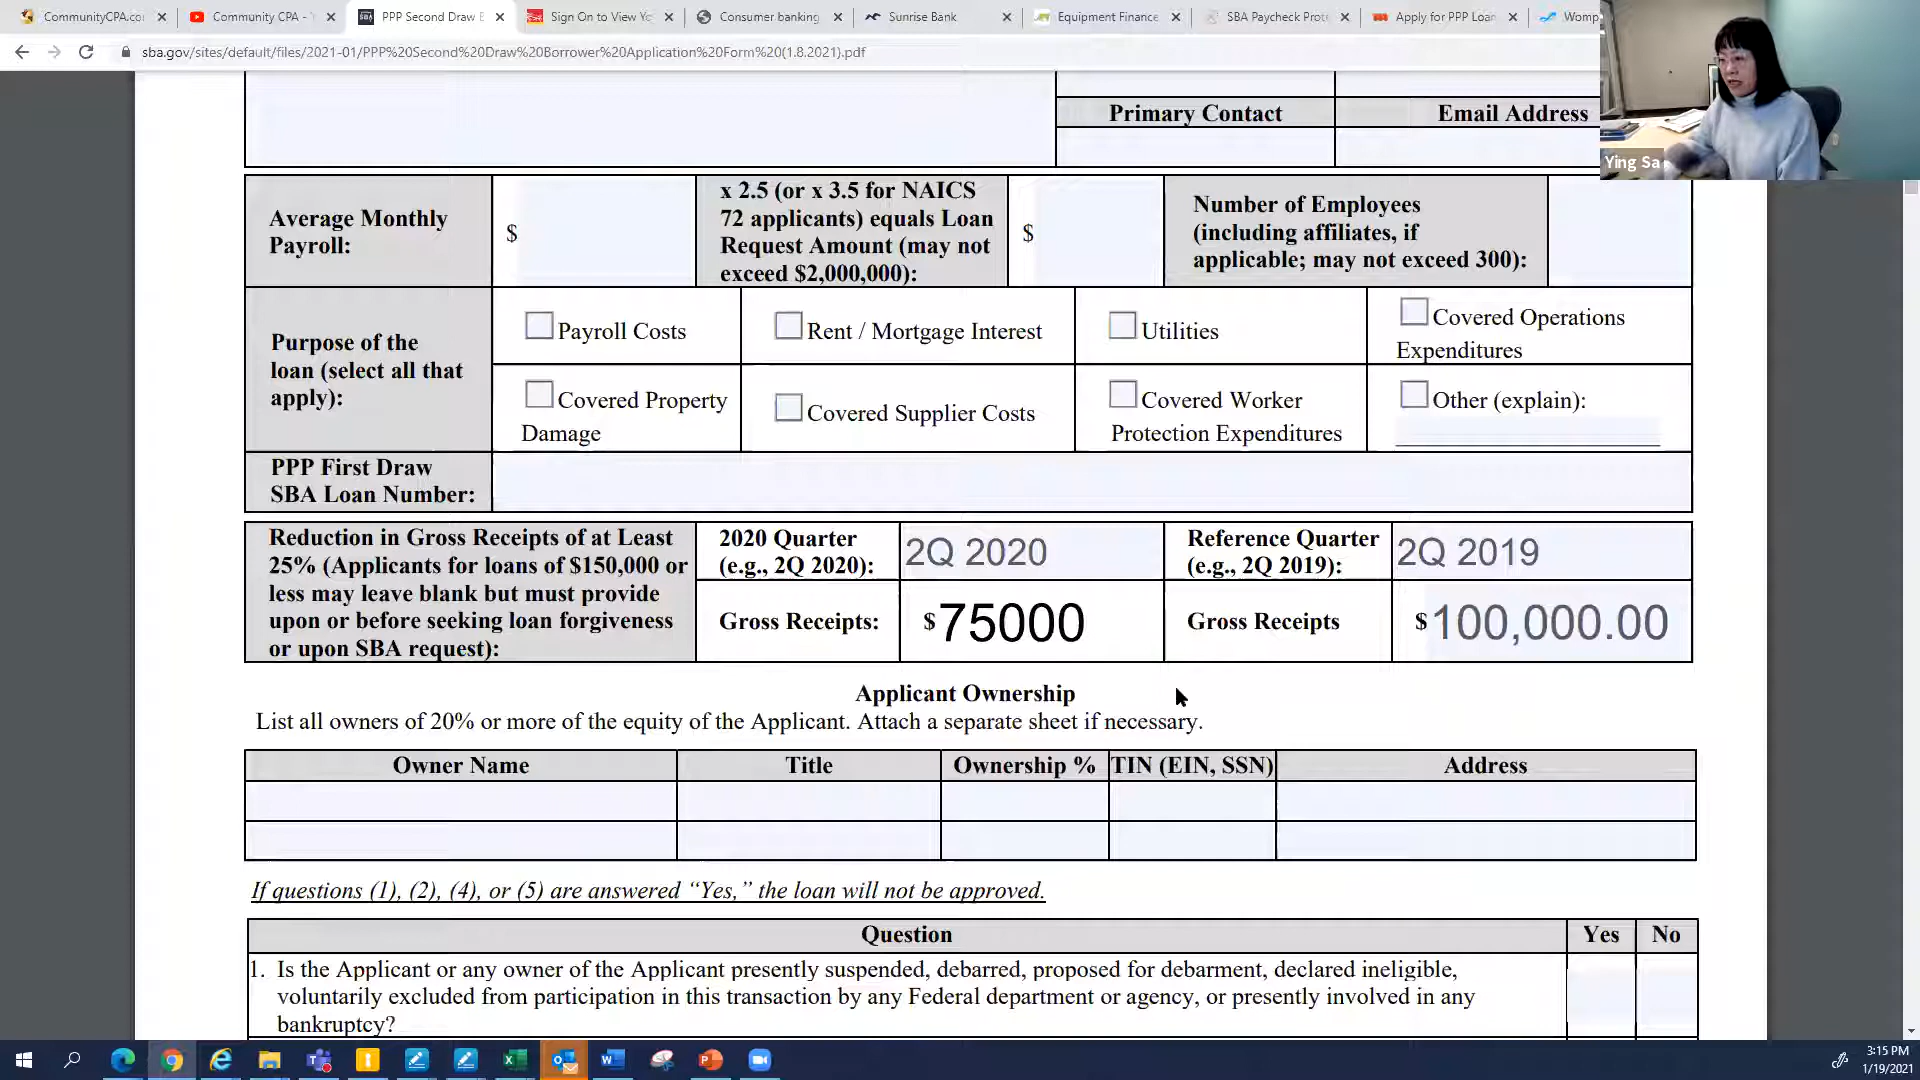 CommunityCPA.co
Community CPA -
PPP Second Draw
Sign On to View Yo
Consumer banking
Sunrise Bank
Equipment Finance
SBA Paycheck Prot
Apply for PPP Loan
Womp
sba.gov/sites/default/files/2021-01/PPP%20Second%20Draw%20Borrower%20Application%20Form%20(1.8.2021).pdf
Ying Sa
Primary Contact
Email Address
Average Monthly
Payroll:
$
x 2.5 (or x 3.5 for NAICS
72 applicants) equals Loan
Request Amount (may not
exceed $2,000,000):
$
Number of Employees
(including affiliates, if
applicable; may not exceed 300):
Purpose of the
loan (select all that
apply):
Payroll Costs
Rent / Mortgage Interest
Utilities
Covered Operations
Expenditures
Covered Property
Damage
Covered Supplier Costs
Covered Worker
Protection Expenditures
Other (explain):
PPP First Draw
SBA Loan Number:
Reduction in Gross Receipts of at Least
25% (Applicants for loans of $150,000 or
less may leave blank but must provide
upon or before seeking loan forgiveness
or upon SBA request):
2020 Quarter
(e.g., 2Q 2020):
2Q 2020
Reference Quarter
(e.g., 2Q 2019):
2Q 2019
Gross Receipts:
$75000
Gross Receipts
$100,000.00
Applicant Ownership
List all owners of 20% or more of the equity of the Applicant. Attach a separate sheet if necessary.
Owner Name
Title
Ownership %
TIN (EIN, SSN)
Address
If questions (1), (2), (4), or (5) are answered “Yes,” the loan will not be approved.
Question
Yes
No
1. Is the Applicant or any owner of the Applicant presently suspended, debarred, proposed for debarment, declared ineligible,
voluntarily excluded from participation in this transaction by any Federal department or agency, or presently involved in any
bankruptcy?
3:15 PM
1/19/2021